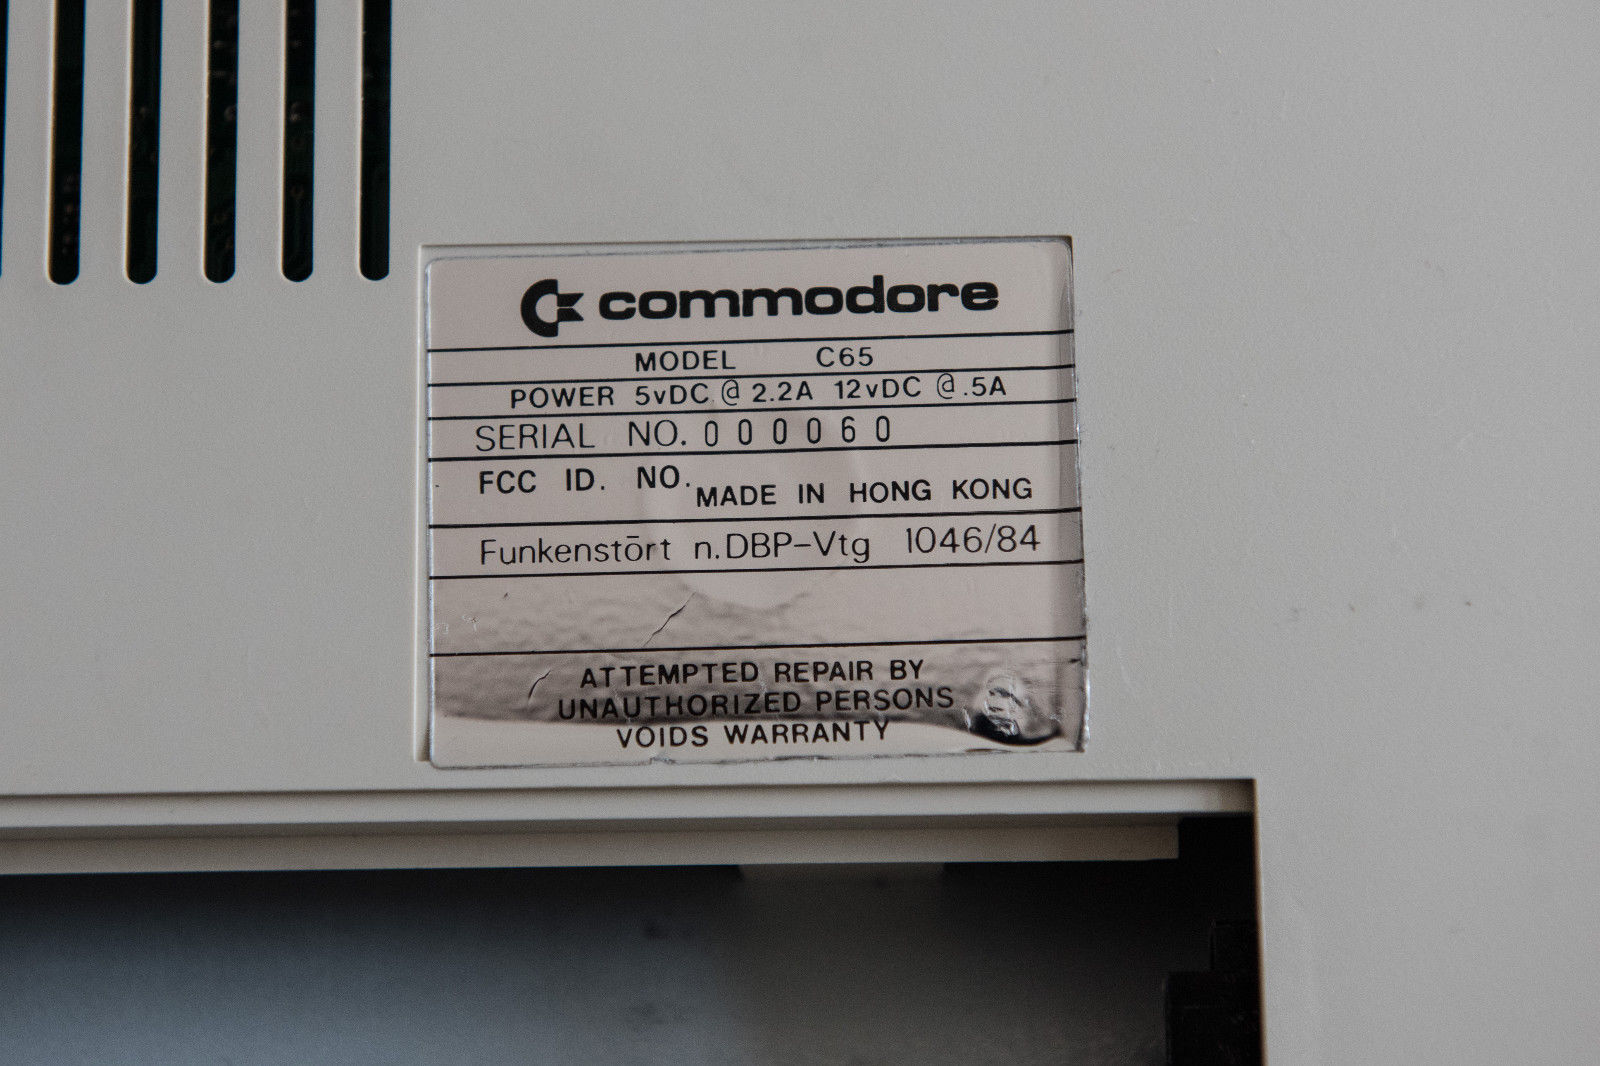 commodore
MODEL C65
POWER 5vDC @ 2.2A 12vDC @ .5A
SERIAL NO. 000060
FCC ID. NO.
MADE IN HONG KONG
Funkenstōrt n.DBP-Vtg 1046/84
ATTEMPTED REPAIR BY
UNAUTHORIZED PERSONS
VOIDS WARRANTY